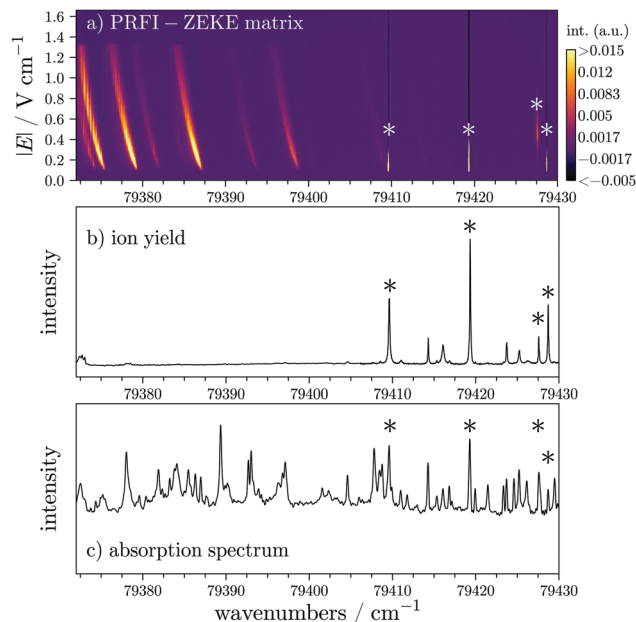 a) PRFI − ZEKE matrix
|E| / V cm⁻¹
1.6
1.4
1.2
1.0
0.8
0.6
0.4
0.2
0.0
*
*
*
*
79380 79390 79400 79410 79420 79430
int. (a.u.)
>0.015
0.012
0.0083
0.005
0.0017
−0.0017
<−0.005
b) ion yield
intensity
*
*
*
*
79380 79390 79400 79410 79420 79430
intensity
*
*
*
*
c) absorption spectrum
79380 79390 79400 79410 79420 79430
wavenumbers / cm⁻¹